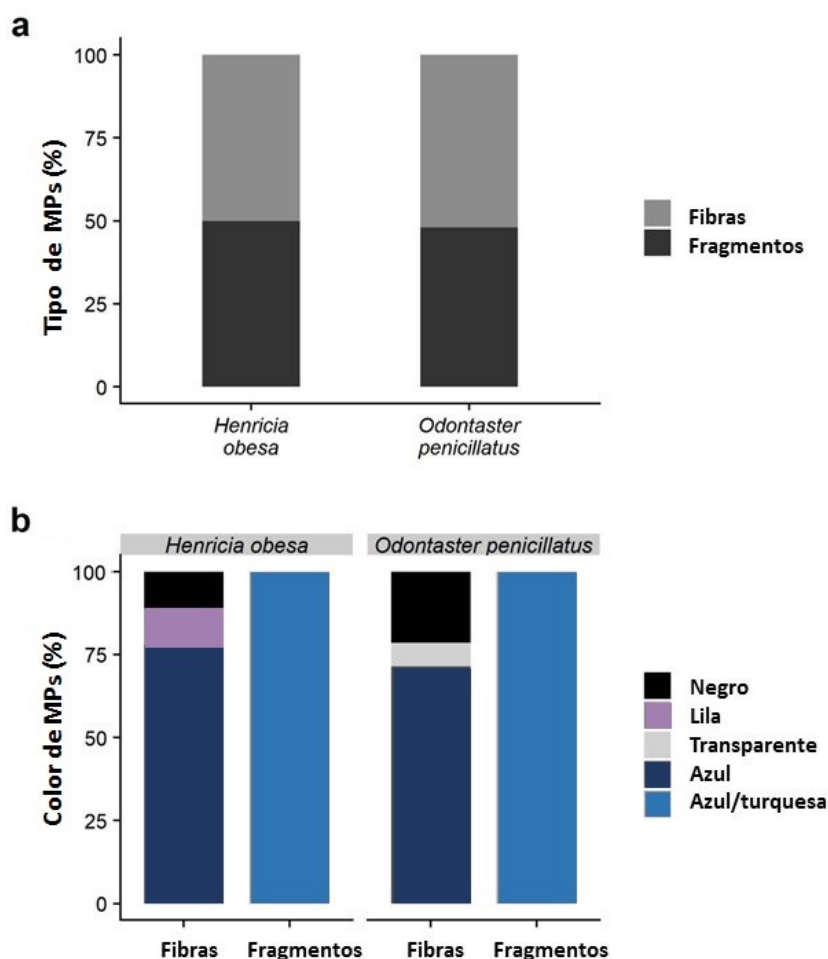 a
Tipo de MPs (%)
100
75
50
25
0
Henricia
obesa
Odontaster
penicillatus
Fibras
Fragmentos
b
Color de MPs (%)
Henricia obesa
Odontaster penicillatus
100
75
50
25
0
Fibras
Fragmentos
Fibras
Fragmentos
Negro
Lila
Transparente
Azul
Azul/turquesa